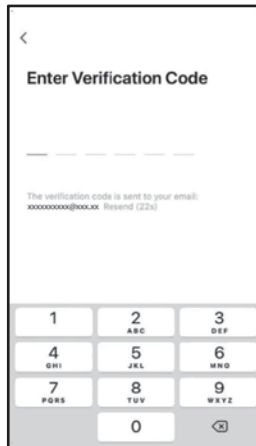 Enter Verification Code
The verification code is sent to your email:
xxxxxxxxxx@xxx.xx Resend (22s)
1
2
3
ABC
DEF
4
5
6
GHI
JKL
MNO
7
8
9
PQRS
TUV
WXYZ
0